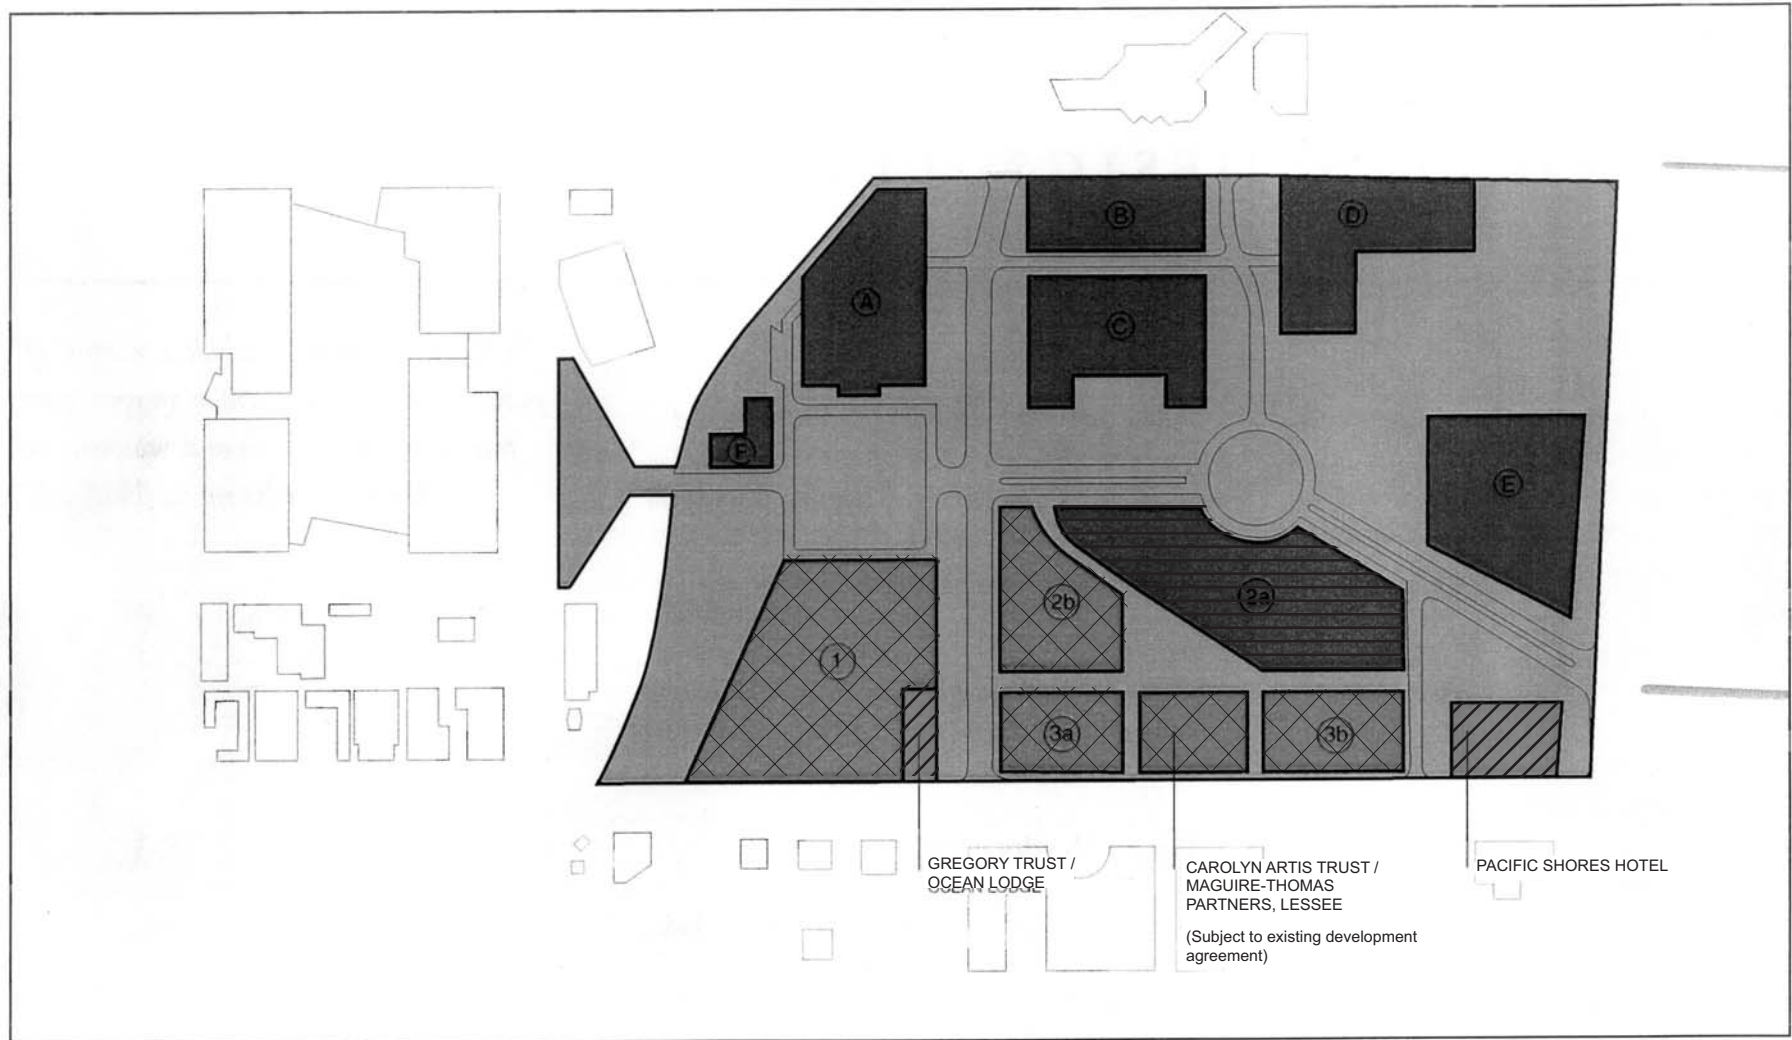 B
D
A
C
F
E
2b
2a
1
3a
3b
GREGORY TRUST /
OCEAN LODGE
CAROLYN ARTIS TRUST /
MAGUIRE-THOMAS
PARTNERS, LESSEE
(Subject to existing development
agreement)
PACIFIC SHORES HOTEL